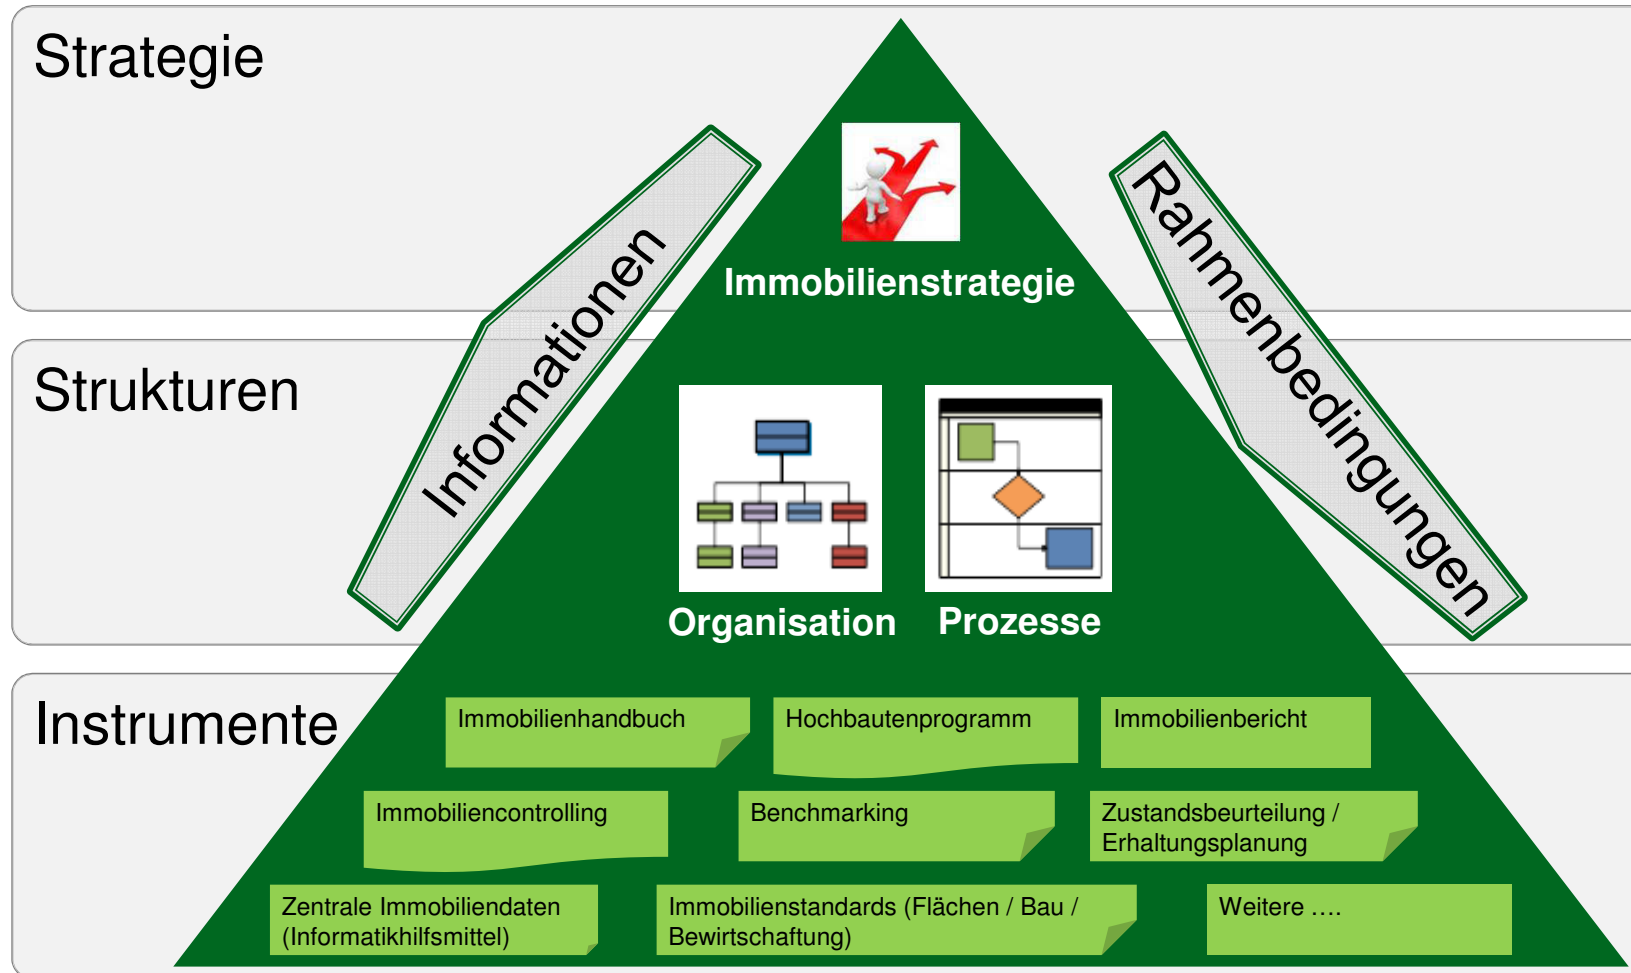 Strategie
Immobilienstrategie
Informationen
Rahmenbedingungen
Strukturen
Organisation
Prozesse
Instrumente
Immobilienhandbuch
Hochbautenprogramm
Immobilienbericht
Immobiliencontrolling
Benchmarking
Zustandsbeurteilung /
Erhaltungsplanung
Zentrale Immobiliendaten
(Informatikhilfsmittel)
Immobilienstandards (Flächen / Bau /
Bewirtschaftung)
Weitere ….